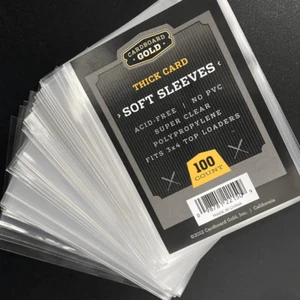 CARDBOARD
GOLD
THICK CARD
SOFT SLEEVES
ACID-FREE | NO PVC
SUPER CLEAR
POLYPROPYLENE
FITS 3x4 TOP LOADERS
100
COUNT
©2012 Cardboard Gold, Inc. | California